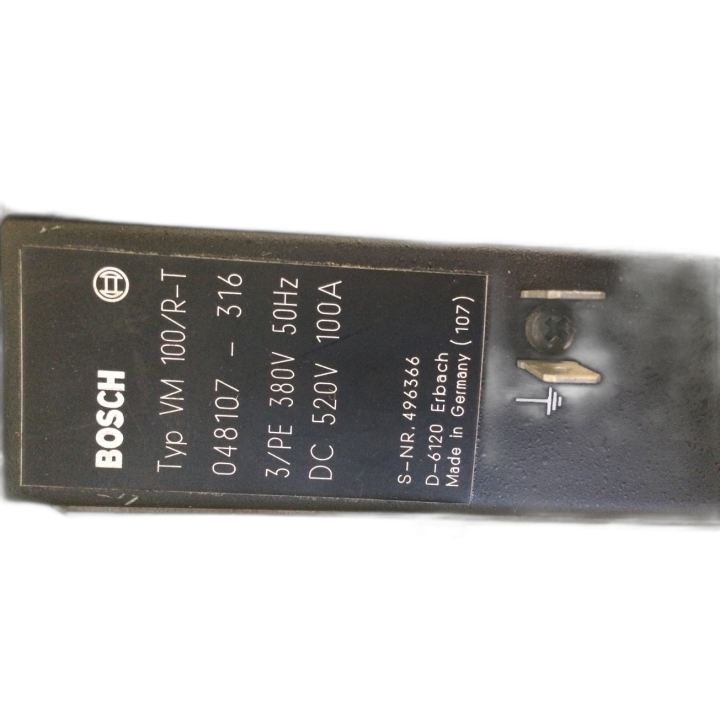 BOSCH
Typ VM 100/R-T
048107 - 316
3/PE 380V 50Hz
DC 520V 100A
S-NR. 496366
D-6120 Erbach
Made in Germany (107)